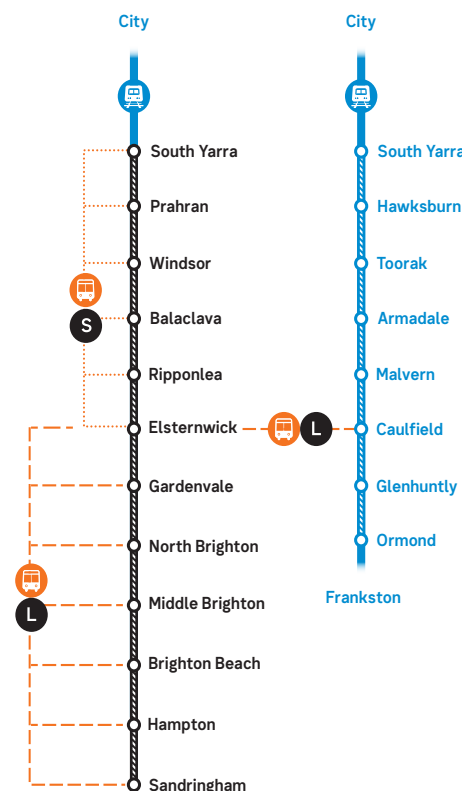 City
South Yarra
Prahran
Windsor
S
Balaclava
Ripponlea
Elsternwick
Gardenvale
North Brighton
L
Middle Brighton
Brighton Beach
Hampton
Sandringham
L
City
South Yarra
Hawksburn
Toorak
Armadale
Malvern
Caulfield
Glenhuntly
Ormond
Frankston